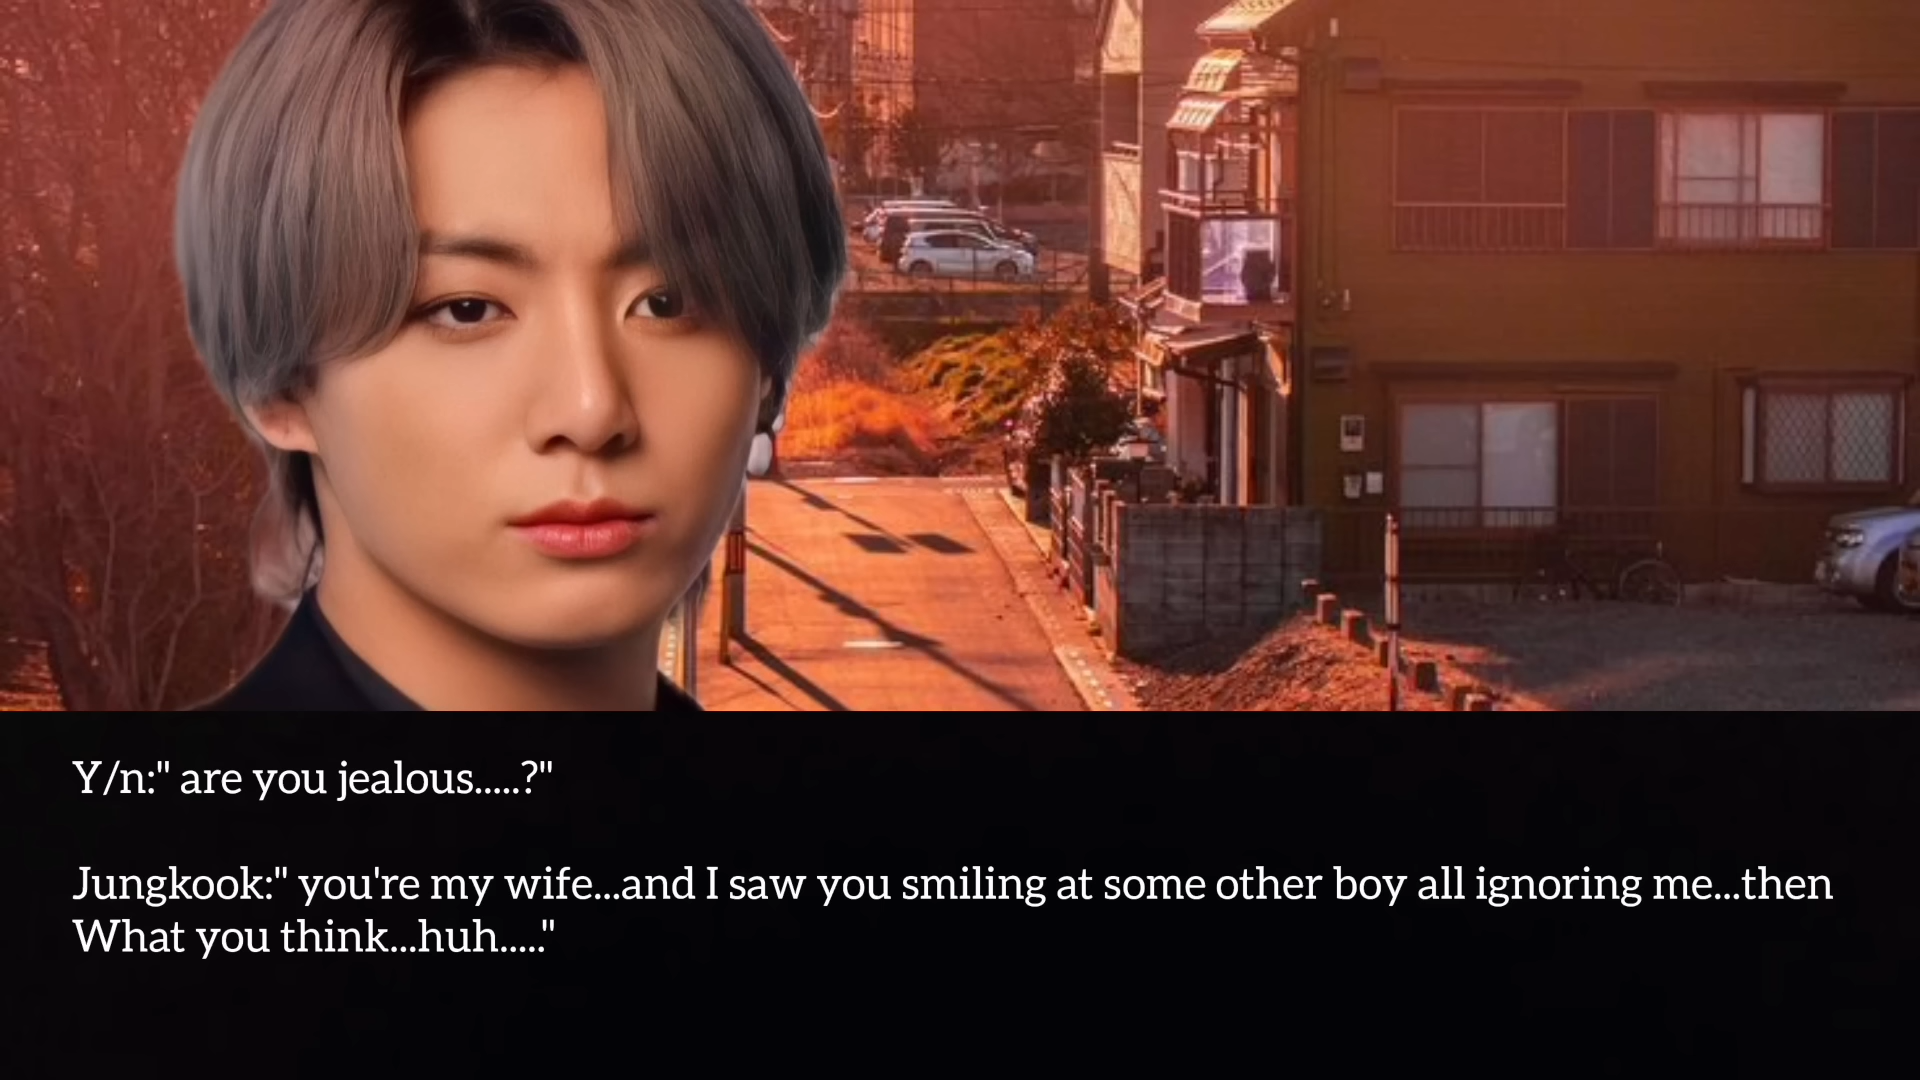 Y/n:" are you jealous.....?"
Jungkook:" you're my wife...and I saw you smiling at some other boy all ignoring me...then
What you think...huh....."